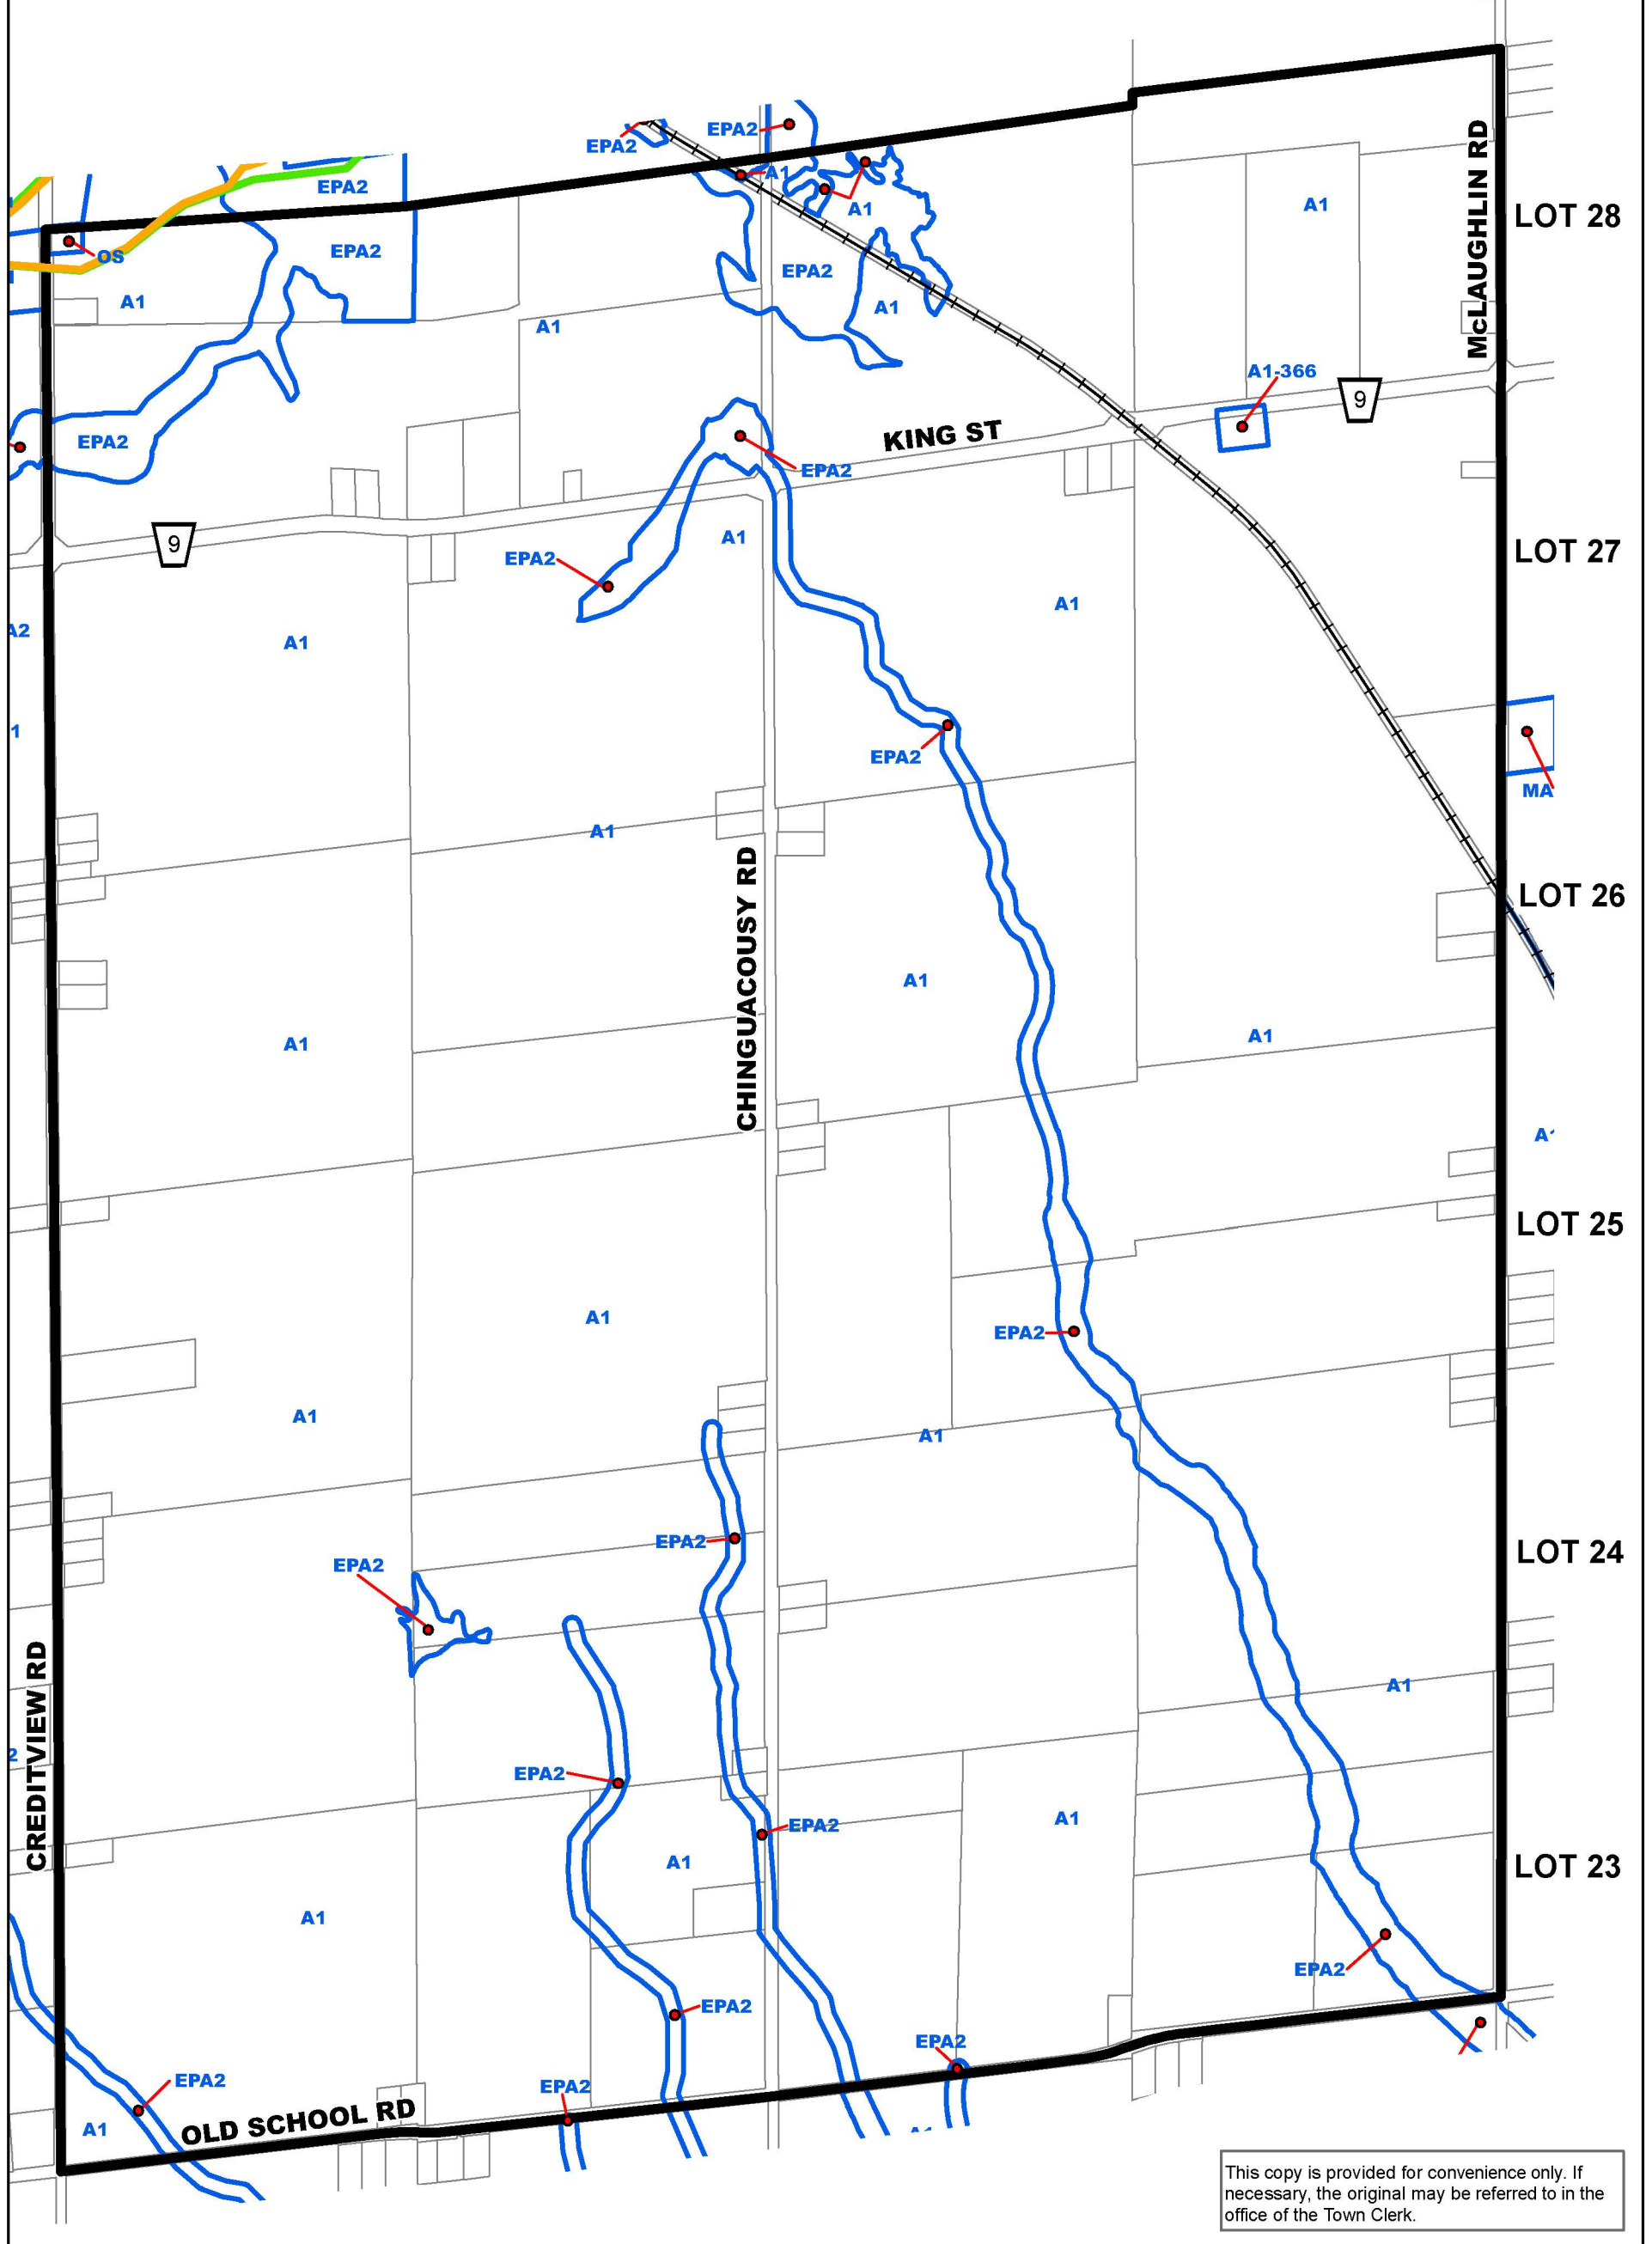 EPA2
EPA2
A1
EPA2
A1
A1
McLAUGHLIN RD
LOT 28
OS
EPA2
EPA2
A1
A1
A1
A1-366
9
EPA2
KING ST
EPA2
9
A1
EPA2
LOT 27
A1
A1
EPA2
MA
A1
LOT 26
CHINGUACOUSY RD
A1
A1
A1
LOT 25
A1
EPA2
A1
A1
EPA2
LOT 24
EPA2
CREDITVIEW RD
A1
EPA2
EPA2
A1
A1
LOT 23
A1
EPA2
EPA2
EPA2
EPA2
EPA2
A1
OLD SCHOOL RD
This copy is provided for convenience only. If
necessary, the original may be referred to in the
office of the Town Clerk.